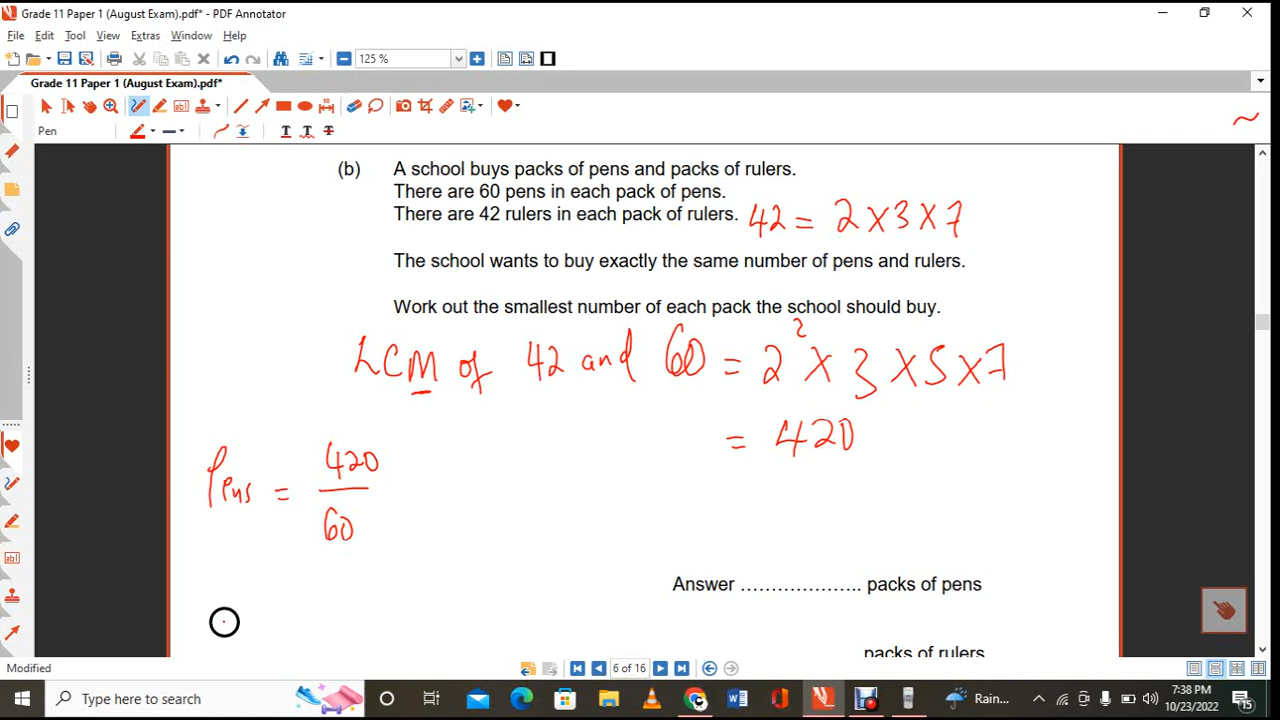 Grade 11 Paper 1 (August Exam).pdf* - PDF Annotator
File Edit Tool View Extras Window Help
125 %
Grade 11 Paper 1 (August Exam).pdf*
Pen
(b) A school buys packs of pens and packs of rulers.
There are 60 pens in each pack of pens.
There are 42 rulers in each pack of rulers. 42 = 2 X 3 X 7
The school wants to buy exactly the same number of pens and rulers.
Work out the smallest number of each pack the school should buy.
LCM of 42 and 60 = 2² X 3 X 5 X 7
= 420
Pens = 420
60
Answer ………………….. packs of pens
packs of rulers
Modified
6 of 16
Type here to search
Rain...
7:38 PM
10/23/2022
15